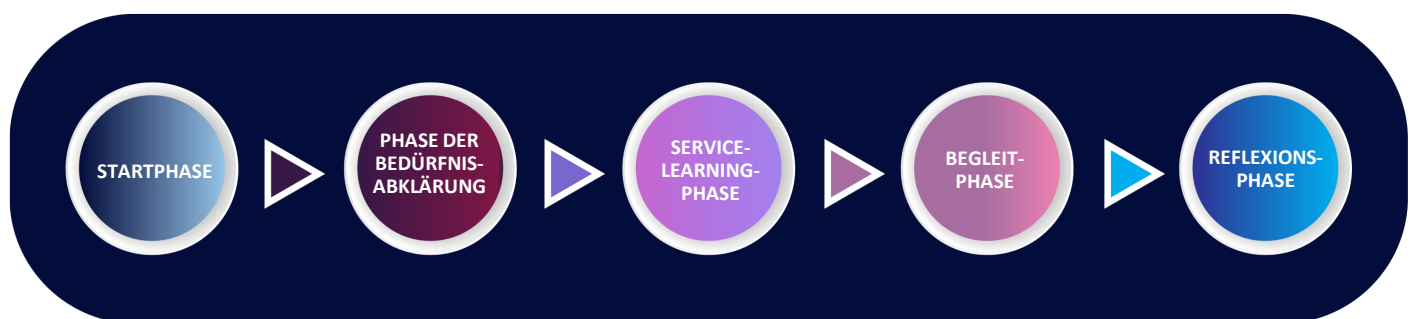 STARTPHASE
PHASE DER
BEDÜRFNIS-
ABKLÄRUNG
SERVICE-
LEARNING-
PHASE
BEGLEIT-
PHASE
REFLEXIONS-
PHASE